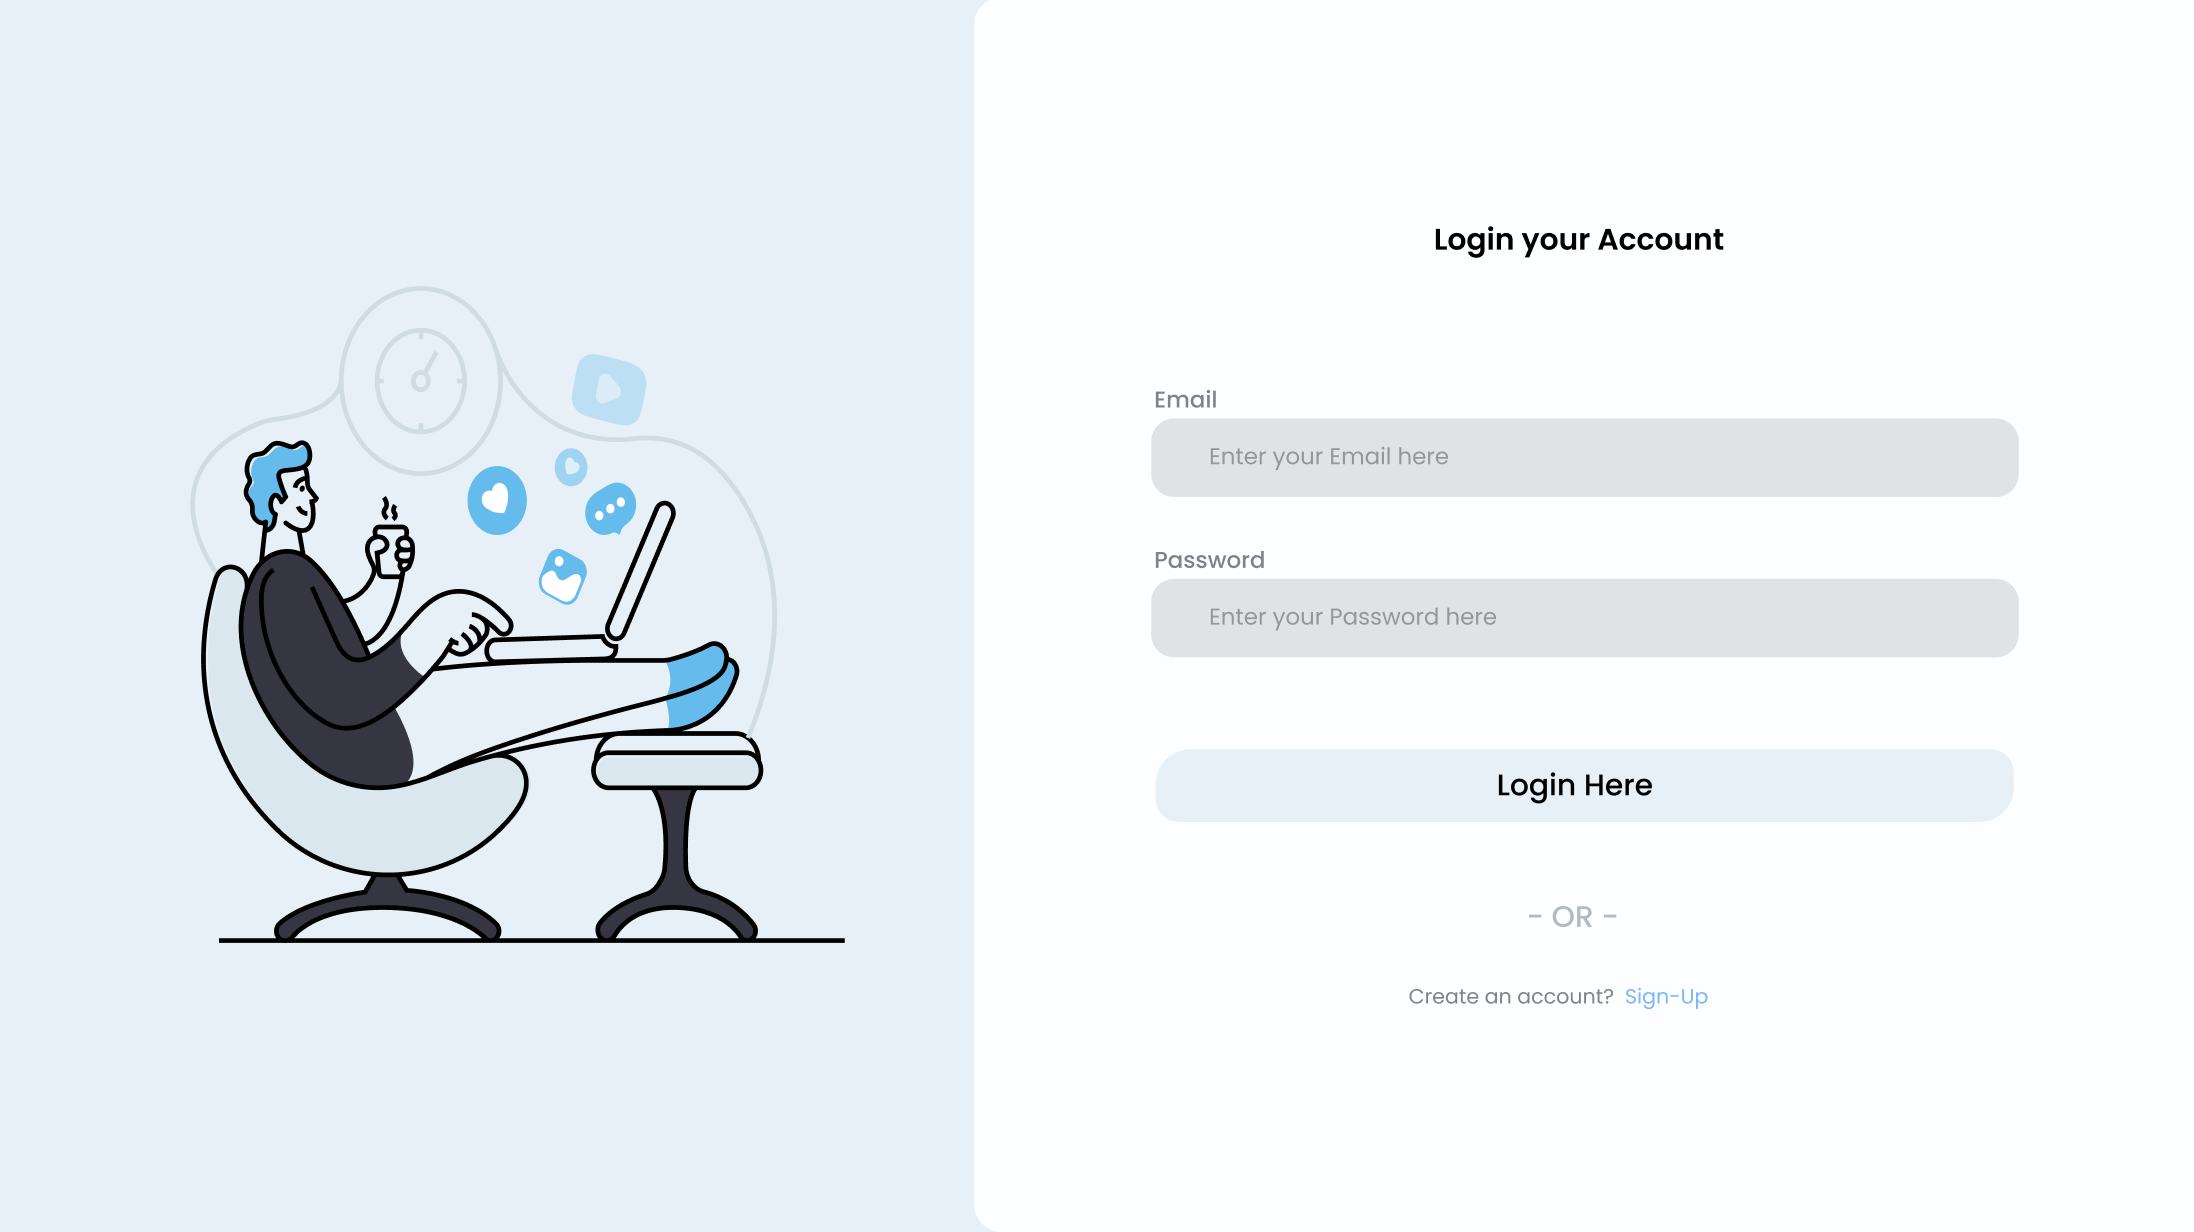 Login your Account
Email
Enter your Email here
Password
Enter your Password here
Login Here
- OR -
Create an account? Sign-Up